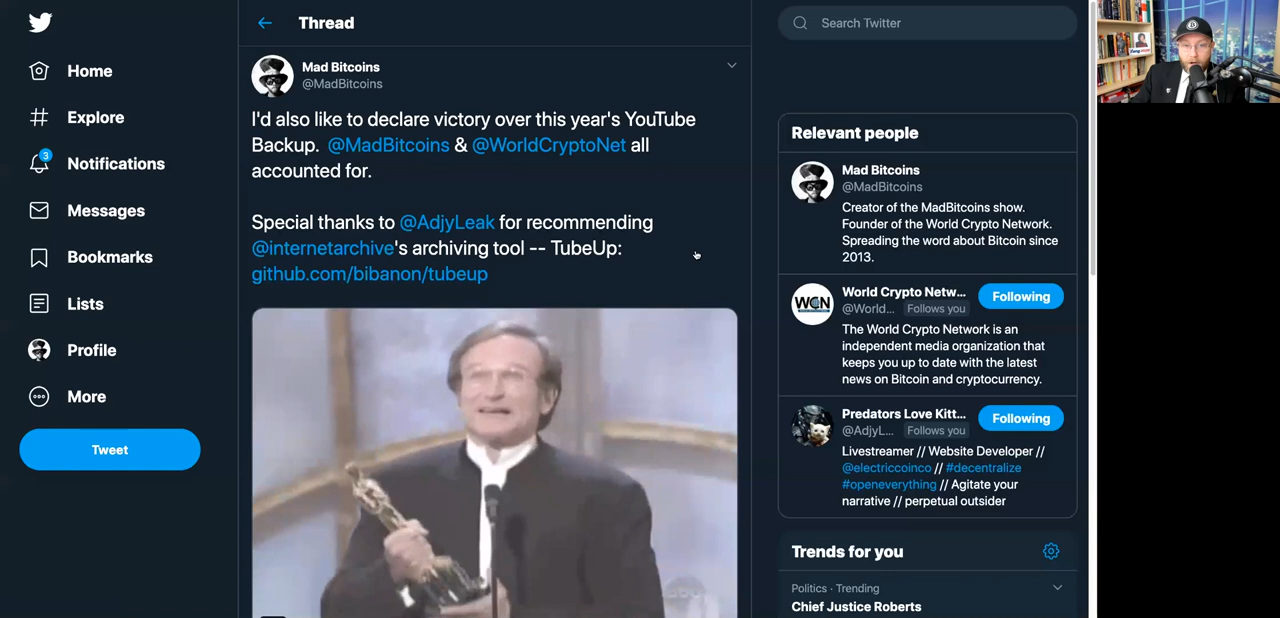 Home
Explore
3
Notifications
Messages
Bookmarks
Lists
Profile
More
Tweet
Thread
Mad Bitcoins
@MadBitcoins
I'd also like to declare victory over this year's YouTube
Backup. @MadBitcoins & @WorldCryptoNet all
accounted for.
Special thanks to @AdjyLeak for recommending
@internetarchive's archiving tool -- TubeUp:
github.com/bibanon/tubeup
Search Twitter
Relevant people
Mad Bitcoins
@MadBitcoins
Creator of the MadBitcoins show.
Founder of the World Crypto Network.
Spreading the word about Bitcoin since
2013.
WCN
World Crypto Netw...
Following
@World... Follows you
The World Crypto Network is an
independent media organization that
keeps you up to date with the latest
news on Bitcoin and cryptocurrency.
Predators Love Kitt...
Following
@AdjyL... Follows you
Livestreamer // Website Developer //
@electriccoinco // #decentralize
#openeverything // Agitate your
narrative // perpetual outsider
Trends for you
Politics · Trending
Chief Justice Roberts